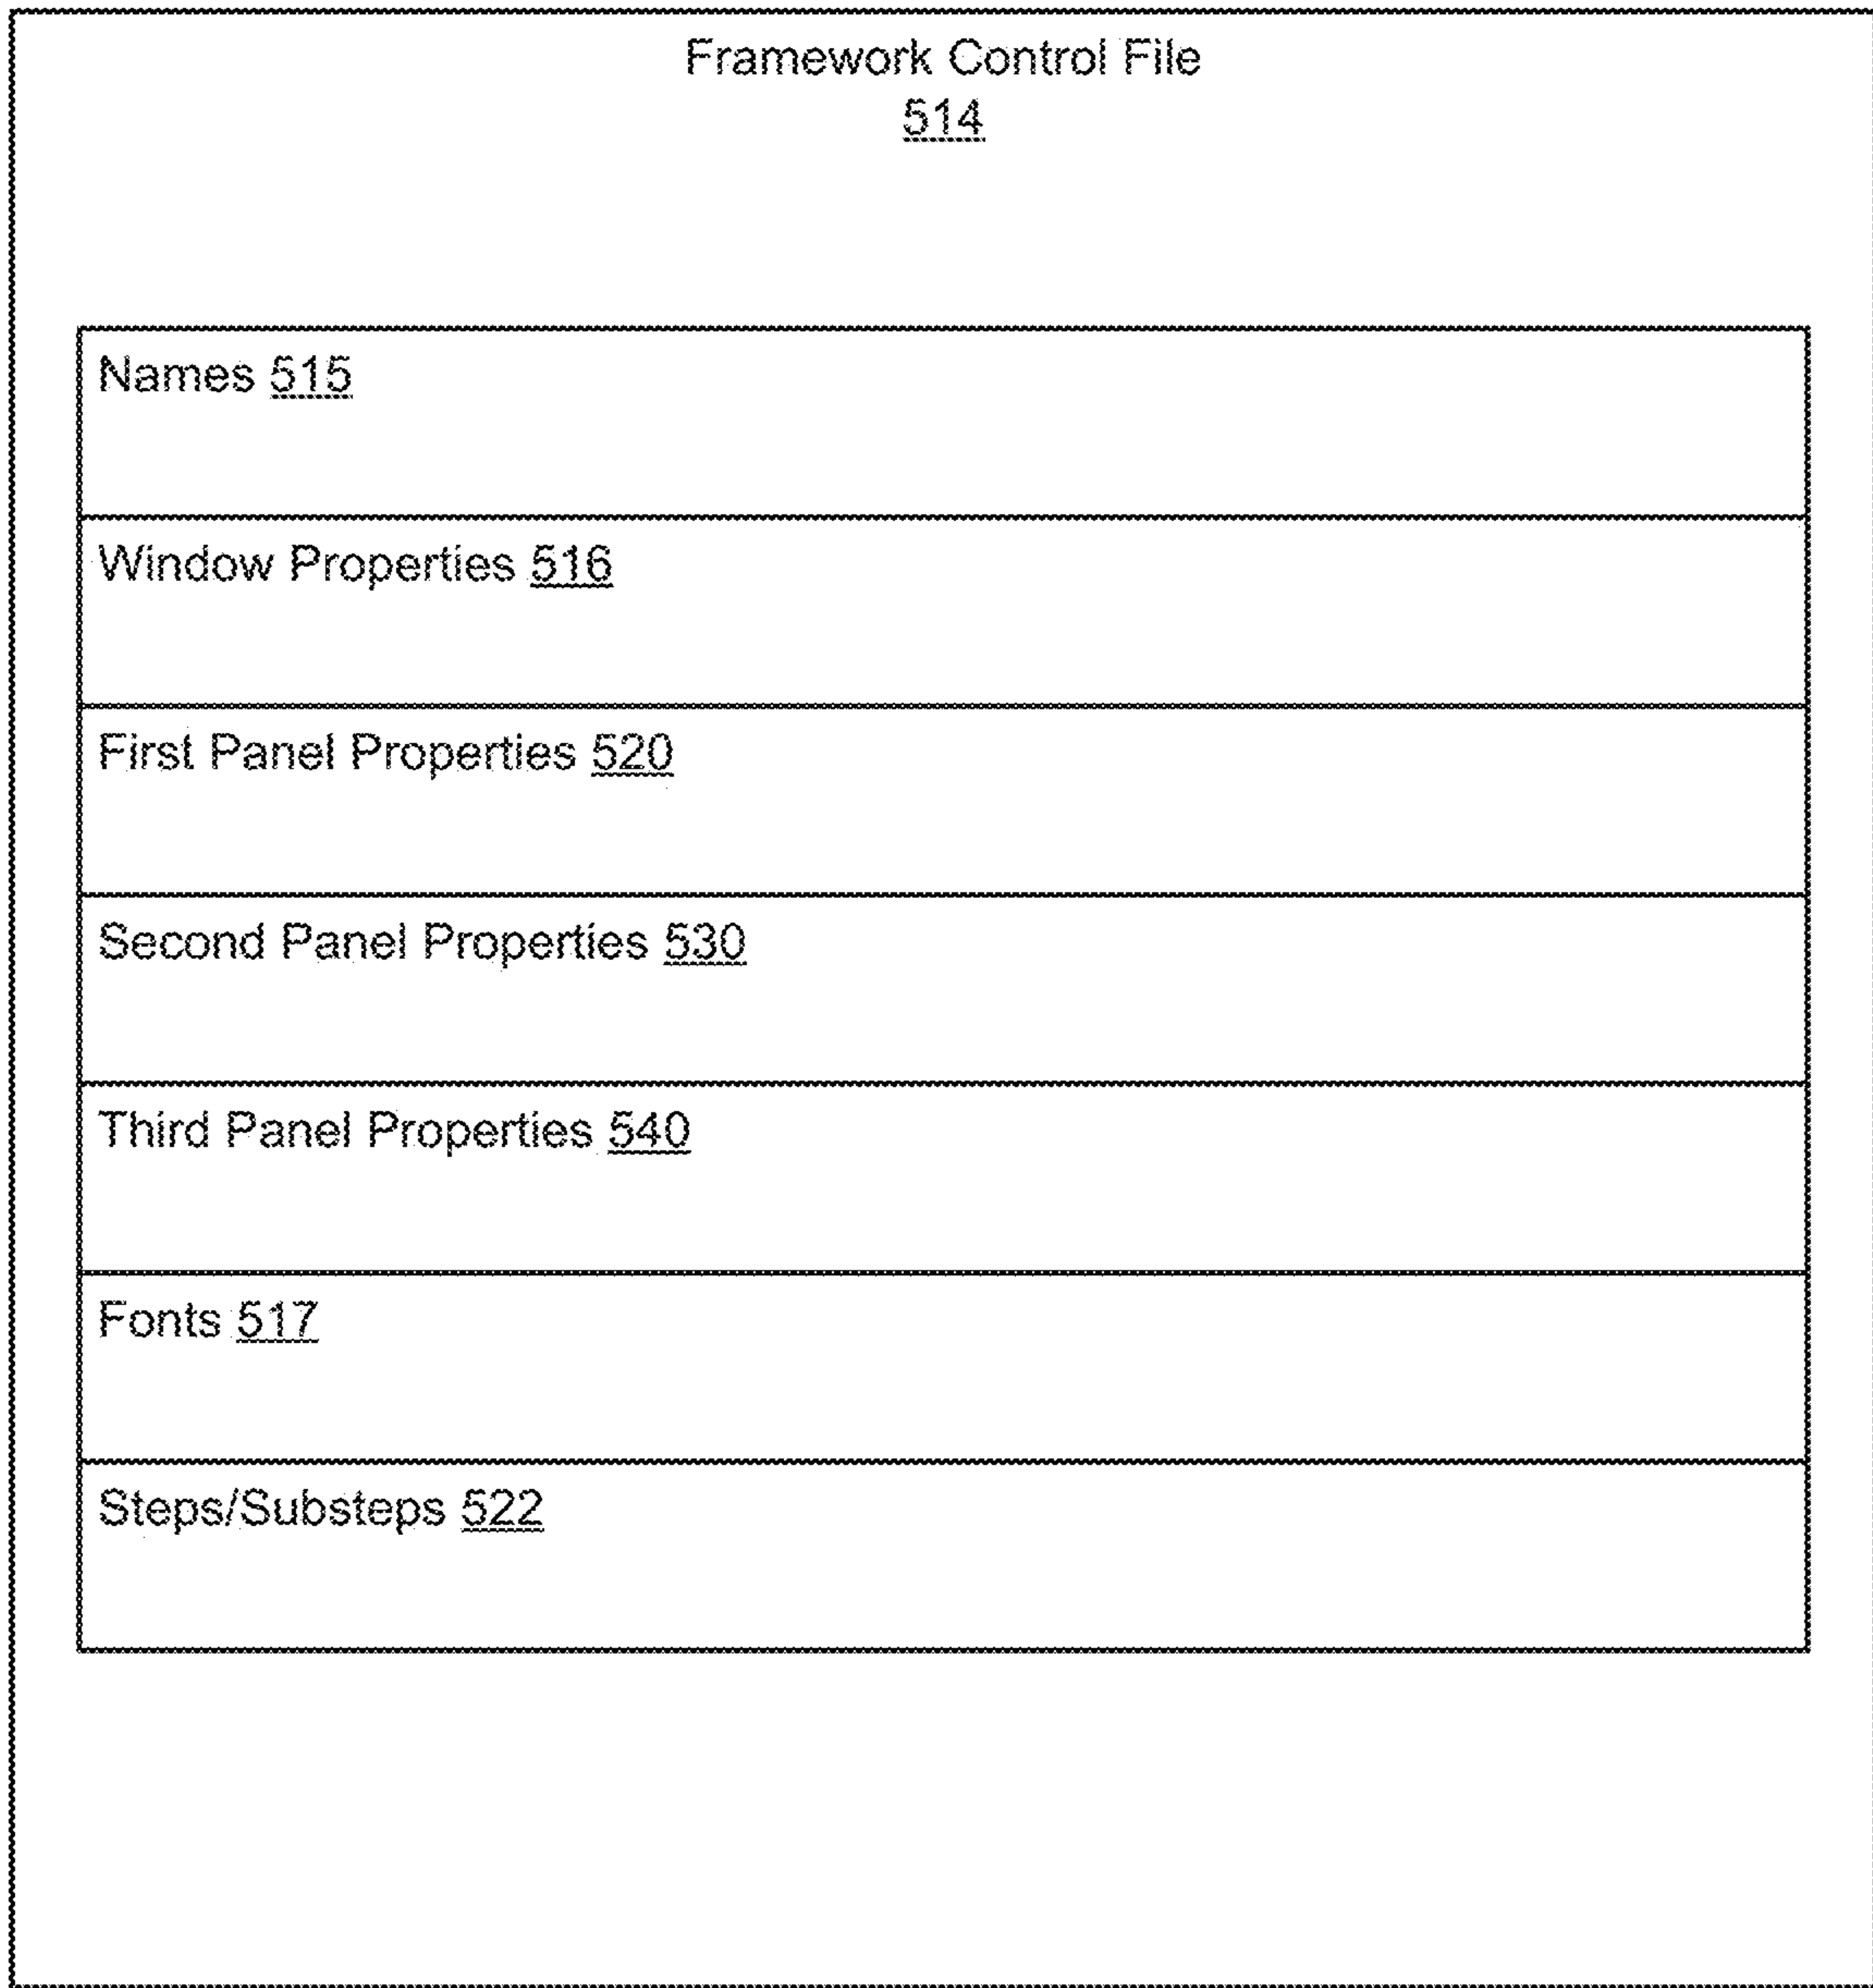 Framework Control File
514
Names 515
Window Properties 516
First Panel Properties 520
Second Panel Properties 530
Third Panel Properties 540
Fonts 517
Steps/Substeps 522